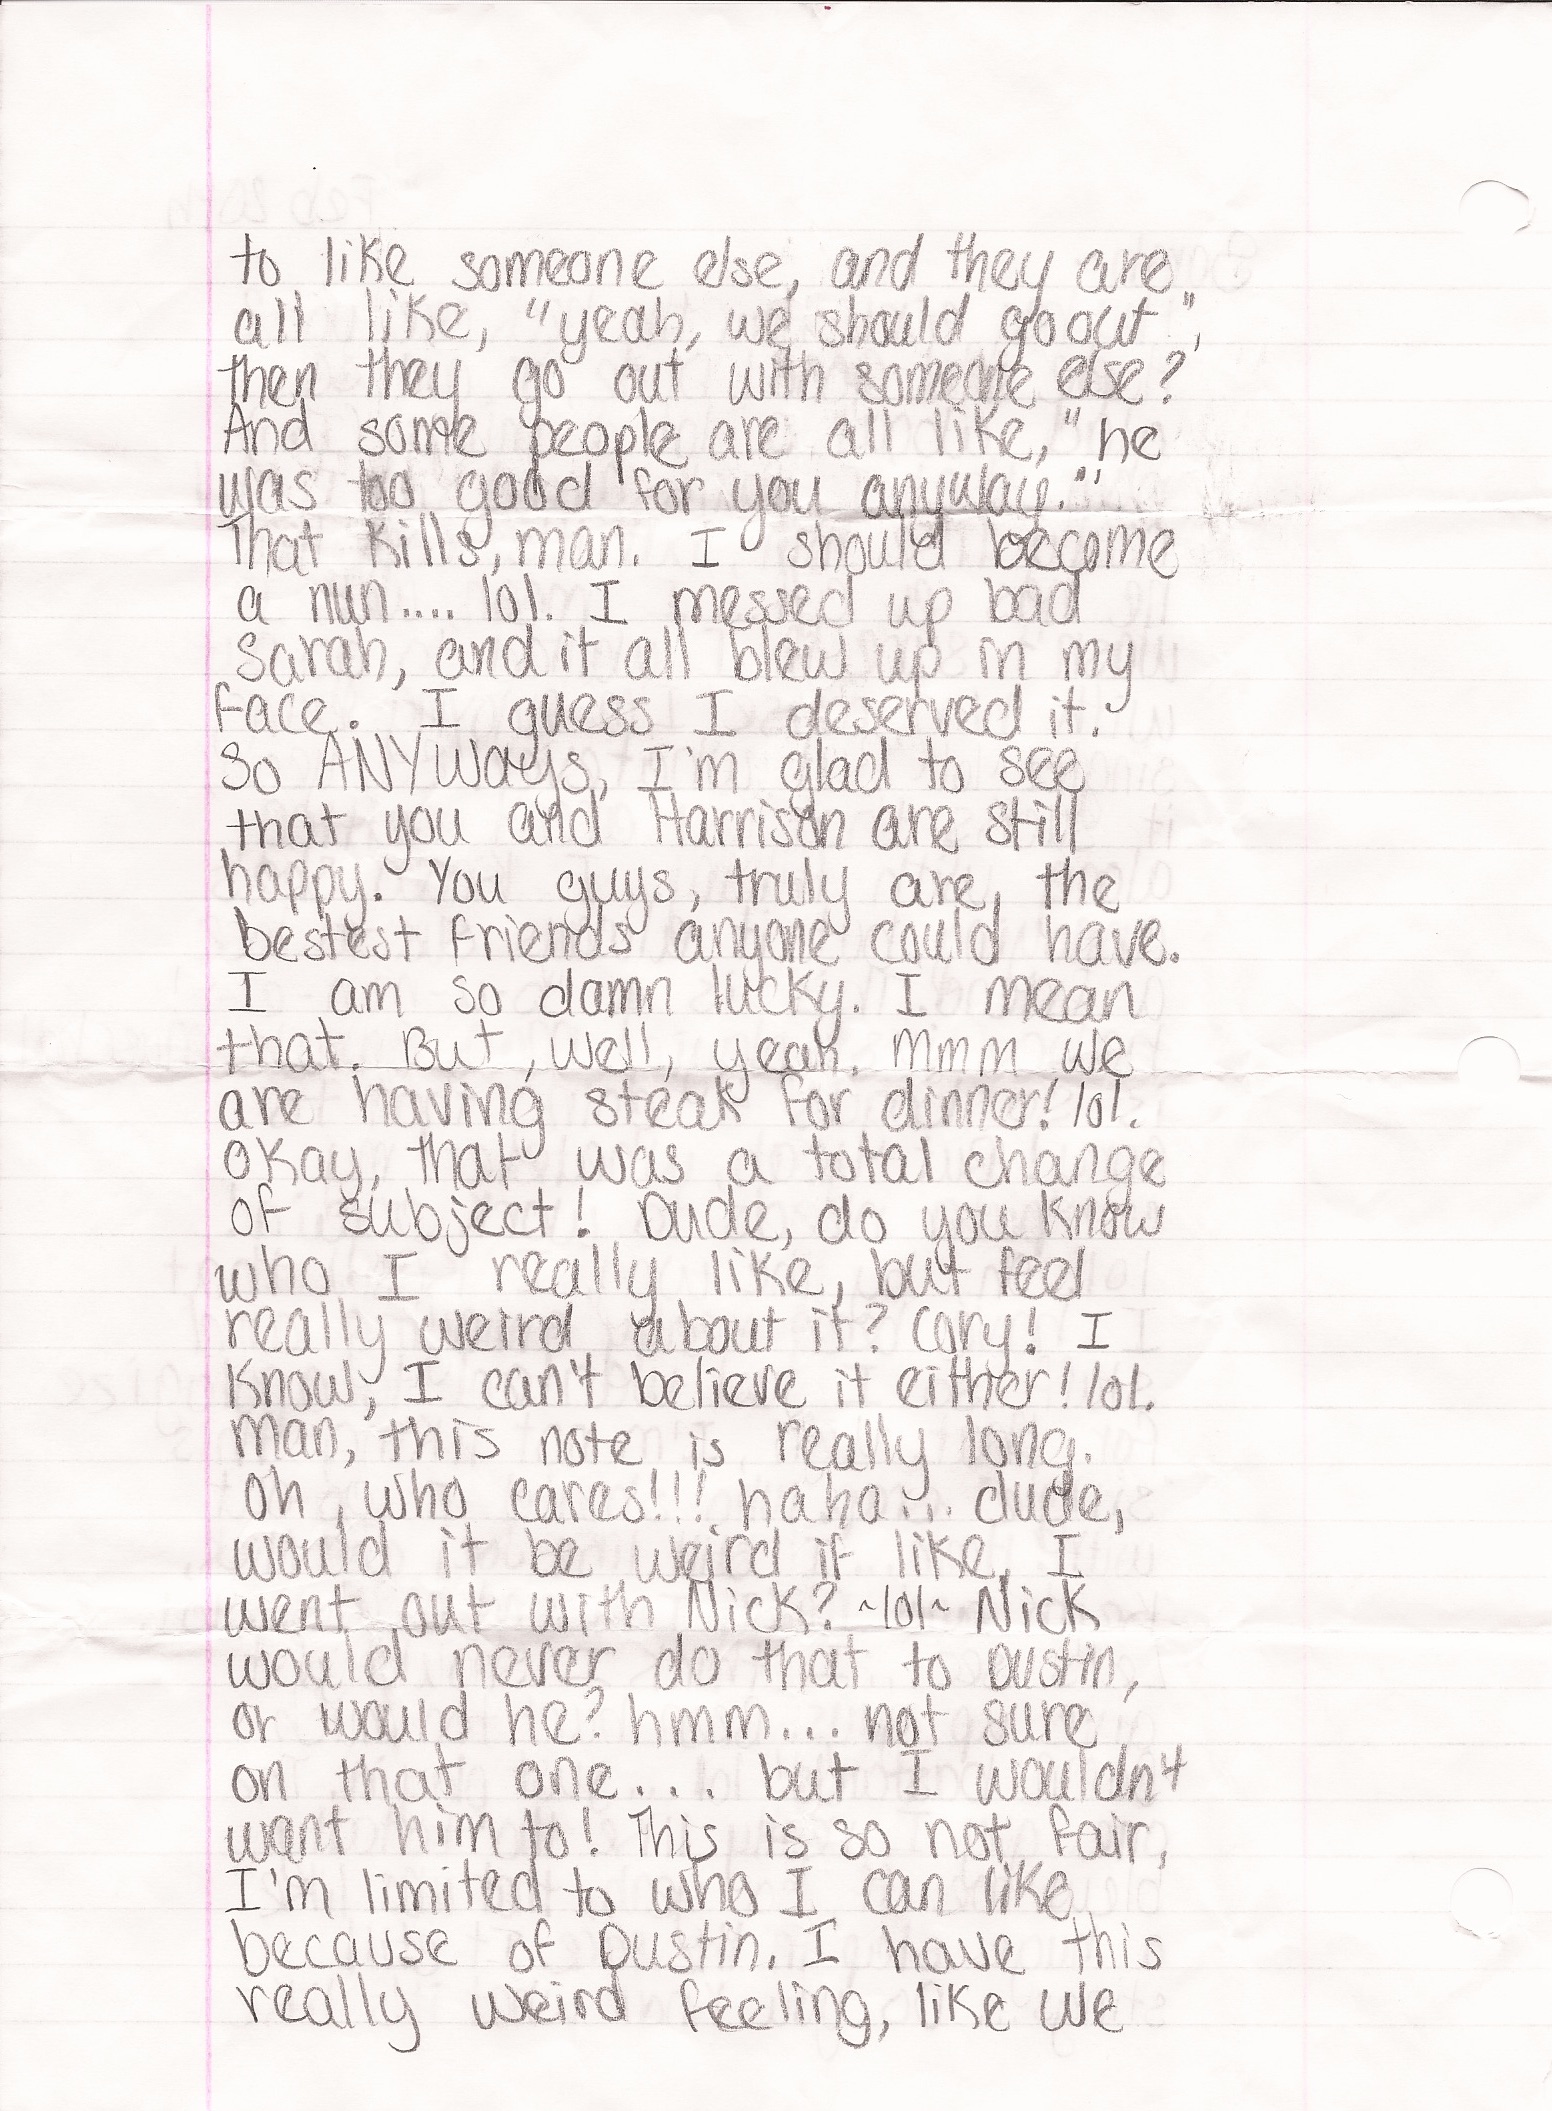 to like someone else, and they are
all like, "yeah, we should go out",
then they go out with someone else?
And some people are all like, "he
was too good for you anyway."
That kills, man. I should become
a nun.... lol. I messed up bad
Sarah, and it all blew up in my
face. I guess I deserved it.
So ANYWays, I'm glad to see
that you and Harrison are still
happy. You guys, truly are, the
bestest friends anyone could have.
I am so damn lucky. I mean
that. But, well, yeah. Mmm we
are having steak for dinner! lol.
Okay, that was a total change
of subject! Dude, do you know
who I really like, but feel
really weird about it? Cory! I
know, I can't believe it either! lol.
Man, this note is really long.
Oh, who cares!!! haha... dude,
would it be weird if like, I
went out with Nick? ~lol~ Nick
would never do that to Dustin,
or would he? hmm... not sure
on that one... but I wouldn't
want him to! This is so not fair,
I'm limited to who I can like
because of Dustin. I have this
really weird feeling, like we